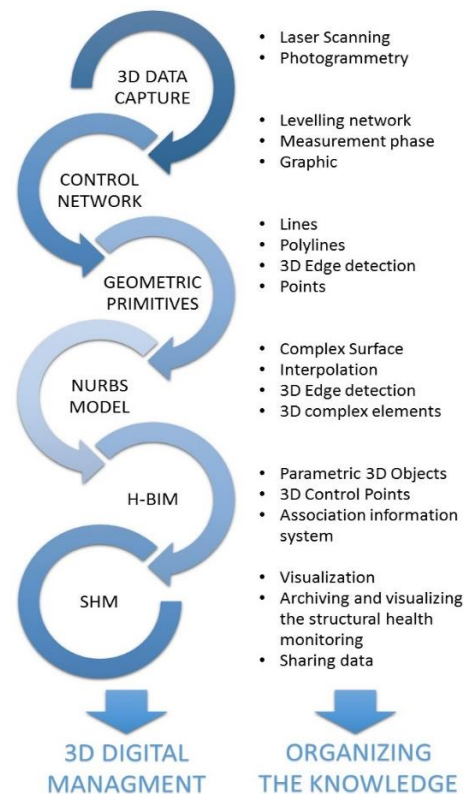 3D DATA
CAPTURE
• Laser Scanning
• Photogrammetry
CONTROL
NETWORK
• Levelling network
• Measurement phase
• Graphic
GEOMETRIC
PRIMITIVES
• Lines
• Polylines
• 3D Edge detection
• Points
NURBS
MODEL
• Complex Surface
• Interpolation
• 3D Edge detection
• 3D complex elements
H-BIM
• Parametric 3D Objects
• 3D Control Points
• Association information
system
SHM
• Visualization
• Archiving and visualizing
the structural health
monitoring
• Sharing data
3D DIGITAL
MANAGMENT
ORGANIZING
THE KNOWLEDGE